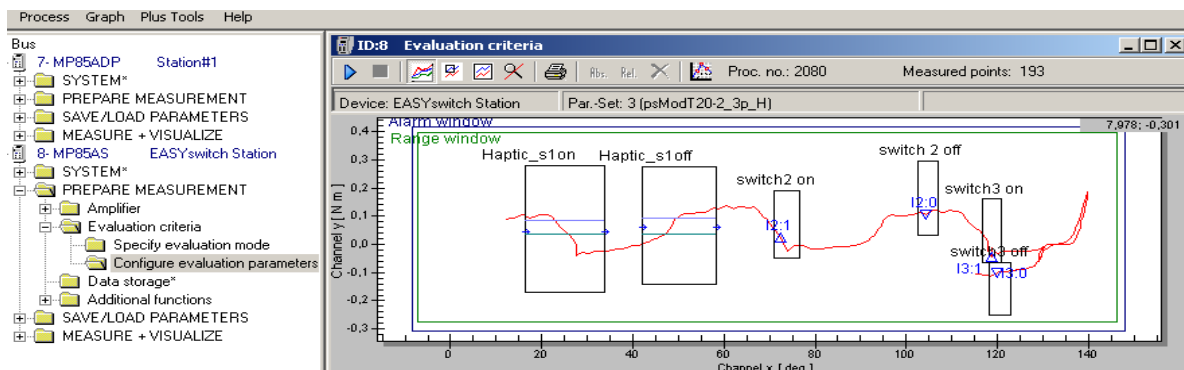 Process Graph Plus Tools Help
Bus
7- MP85ADP Station#1
SYSTEM*
PREPARE MEASUREMENT
SAVE/LOAD PARAMETERS
MEASURE + VISUALIZE
8- MP85AS EASYswitch Station
SYSTEM*
PREPARE MEASUREMENT
Amplifier
Evaluation criteria
Specify evaluation mode
Configure evaluation parameters
Data storage*
Additional functions
SAVE/LOAD PARAMETERS
MEASURE + VISUALIZE
ID:8 Evaluation criteria
Abs. Rel. Proc. no.: 2080 Measured points: 193
Device: EASYswitch Station Par.-Set: 3 (psModT20-2_3p_H)
Alarm window
Range window
7,978; -0,301
Haptic_s1on Haptic_s1off
switch2 on
switch 2 off
switch3 on
switch3 off
I2:1
I2:0
I3:1
I3:0
Channel y [ N m ]
0,4
0,3
0,2
0,1
0,0
-0,1
-0,2
-0,3
0 20 40 60 80 100 120 140
Channel x [ deg ]